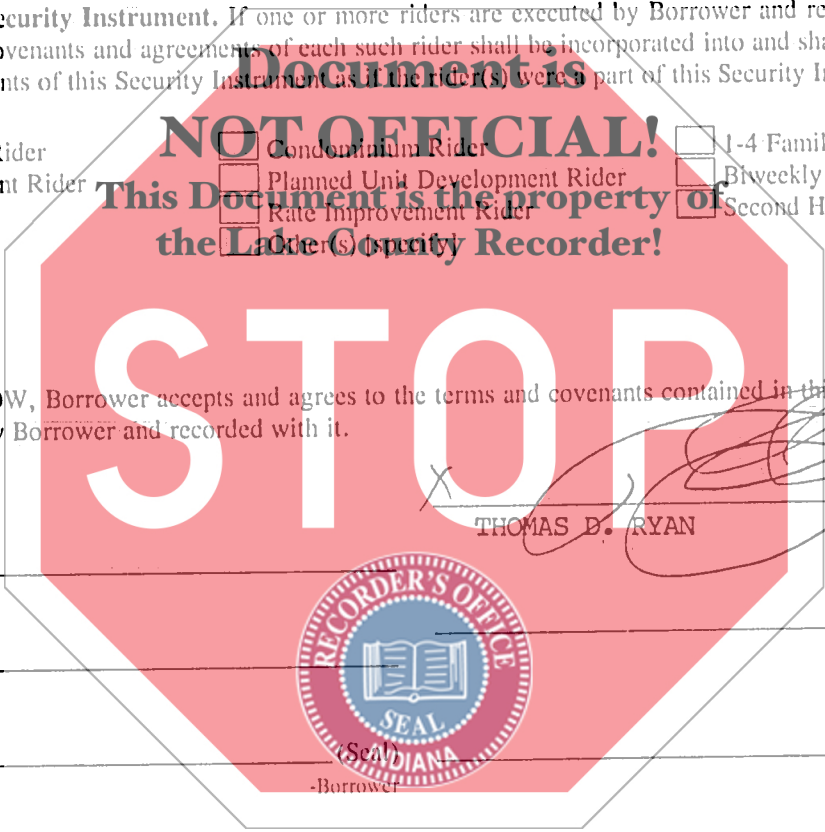 ecurity Instrument. If one or more riders are executed by Borrower and re
ovenants and agreements of each such rider shall be incorporated into and sha
nts of this Security Instrument as if the rider(s) were a part of this Security In
Document is
NOT OFFICIAL!
This Document is the property of
the Lake County Recorder!
Rider Condominium Rider 1-4 Famil
nt Rider Planned Unit Development Rider Biweekly
Rate Improvement Rider Second H
Other(s) [specify]
STOP
OW, Borrower accepts and agrees to the terms and covenants contained in thi
y Borrower and recorded with it.
X
THOMAS D. RYAN
RECORDER'S OFFICE
SEAL
INDIANA
(Seal)
-Borrower